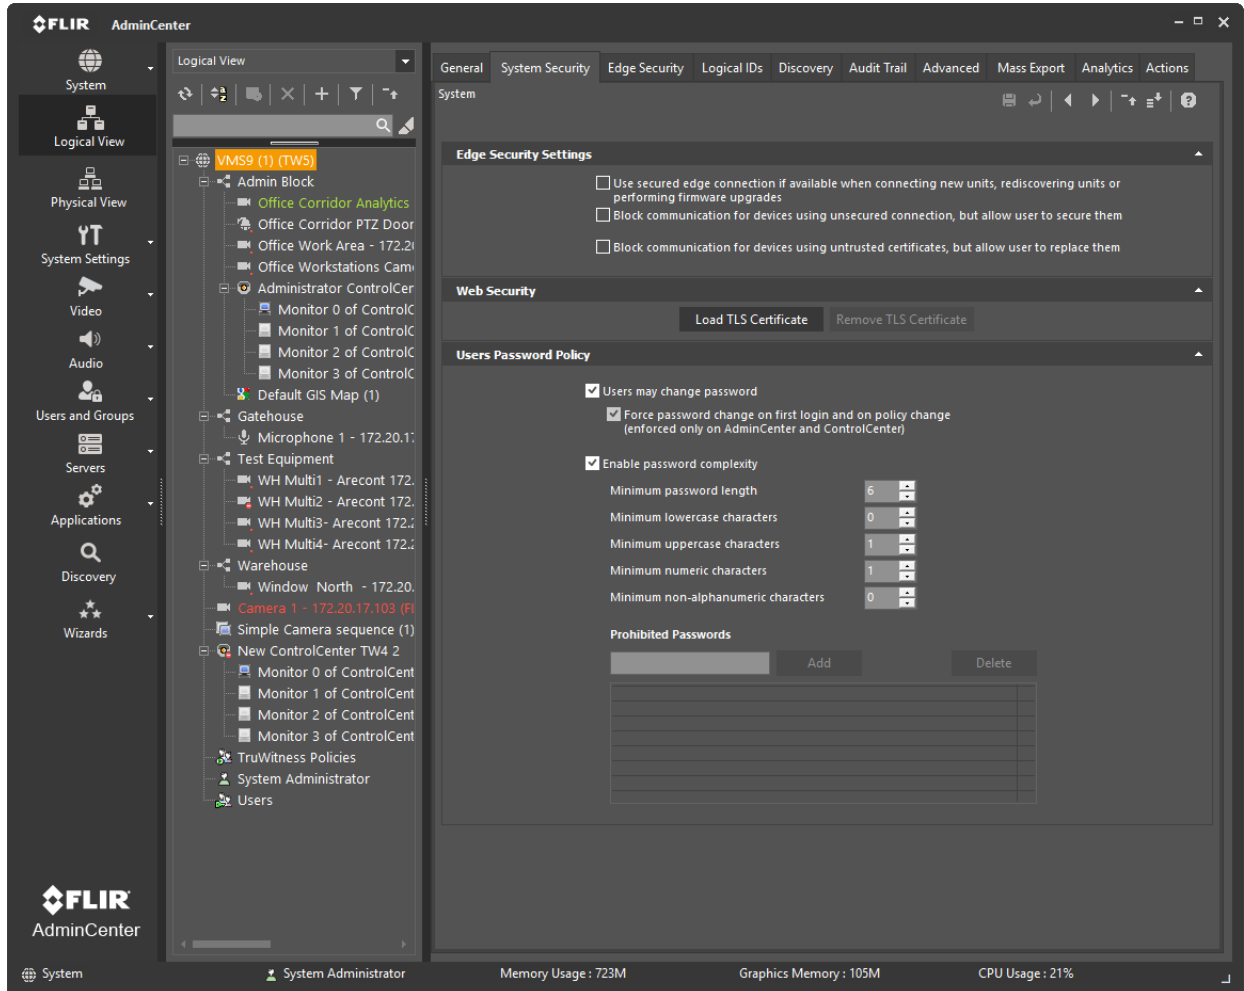 FLIR AdminCenter
System
Logical View
Physical View
System Settings
Video
Audio
Users and Groups
Servers
Applications
Discovery
Wizards
FLIR
AdminCenter
Logical View
VMS9 (1) (TW5)
Admin Block
Office Corridor Analytics
Office Corridor PTZ Door
Office Work Area - 172.2
Office Workstations Cam
Administrator ControlCer
Monitor 0 of ControlC
Monitor 1 of ControlC
Monitor 2 of ControlC
Monitor 3 of ControlC
Default GIS Map (1)
Gatehouse
Microphone 1 - 172.20.17
Test Equipment
WH Multi1 - Arecont 172.
WH Multi2 - Arecont 172.
WH Multi3- Arecont 172.2
WH Multi4- Arecont 172.2
Warehouse
Window North - 172.20.
Camera 1 - 172.20.17.103 (Fl
Simple Camera sequence (1)
New ControlCenter TW4 2
Monitor 0 of ControlCent
Monitor 1 of ControlCent
Monitor 2 of ControlCent
Monitor 3 of ControlCent
TruWitness Policies
System Administrator
Users
General System Security Edge Security Logical IDs Discovery Audit Trail Advanced Mass Export Analytics Actions
System
Edge Security Settings
Use secured edge connection if available when connecting new units, rediscovering units or
performing firmware upgrades
Block communication for devices using unsecured connection, but allow user to secure them
Block communication for devices using untrusted certificates, but allow user to replace them
Web Security
Load TLS Certificate Remove TLS Certificate
Users Password Policy
Users may change password
Force password change on first login and on policy change
(enforced only on AdminCenter and ControlCenter)
Enable password complexity
Minimum password length 6
Minimum lowercase characters 0
Minimum uppercase characters 1
Minimum numeric characters 1
Minimum non-alphanumeric characters 0
Prohibited Passwords
Add Delete
System System Administrator Memory Usage : 723M Graphics Memory : 105M CPU Usage : 21%